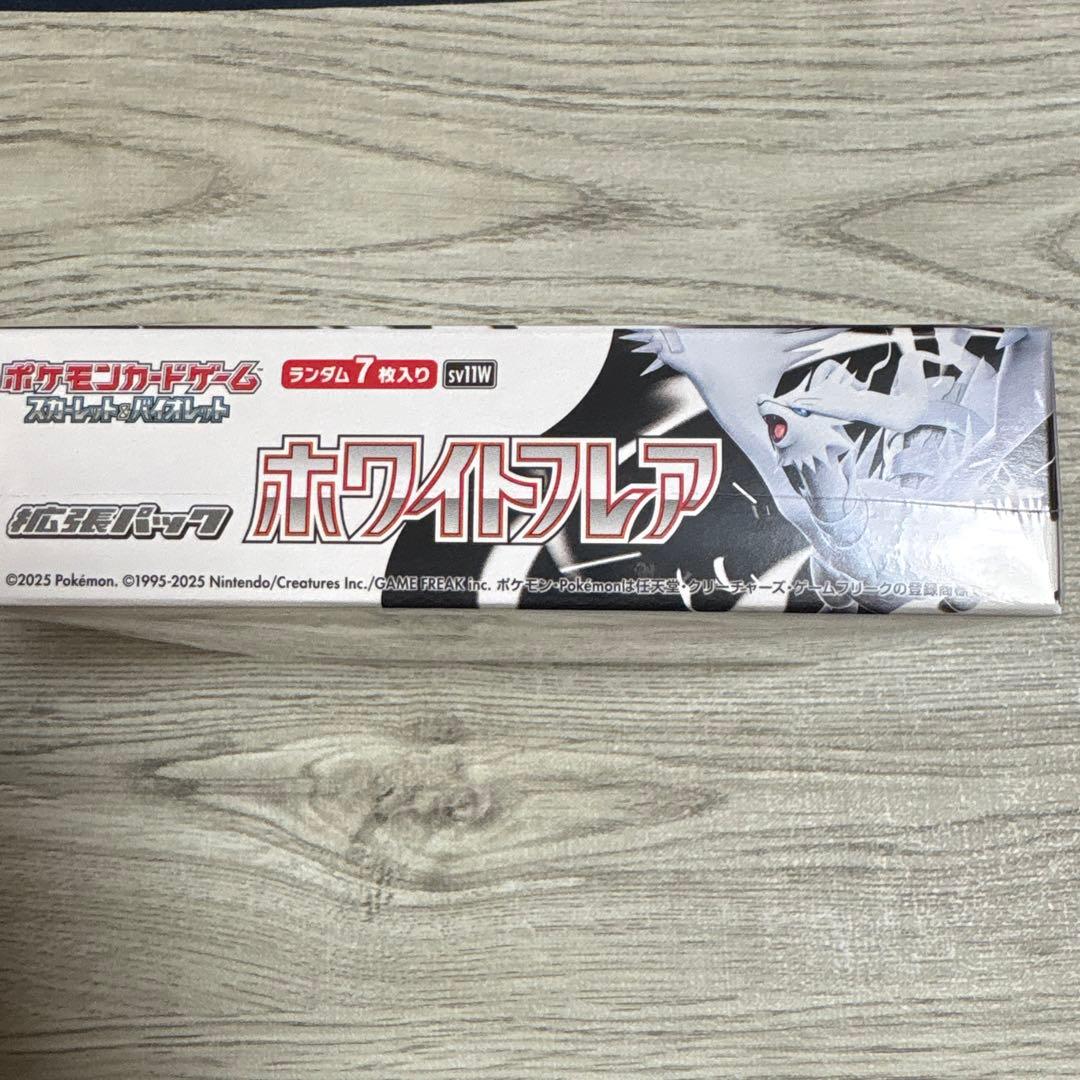 ポケモンカードゲーム
スカーレット&バイオレット
ランダム7枚入り
sv11W
拡張パック
ホワイトフレア
©2025 Pokémon. ©1995-2025 Nintendo/Creatures Inc./GAME FREAK inc. ポケモン・Pokémonは任天堂・クリーチャーズ・ゲームフリークの登録商標